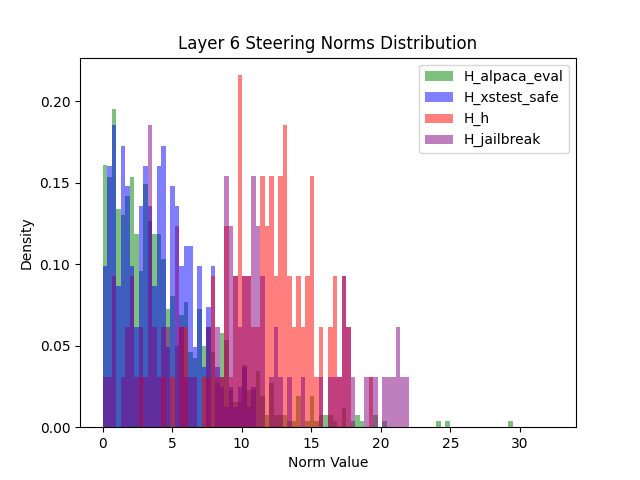 Layer 6 Steering Norms Distribution
H_alpaca_eval
H_xstest_safe
H_h
H_jailbreak
0.20
0.15
0.10
0.05
0.00
Density
0 5 10 15 20 25 30
Norm Value